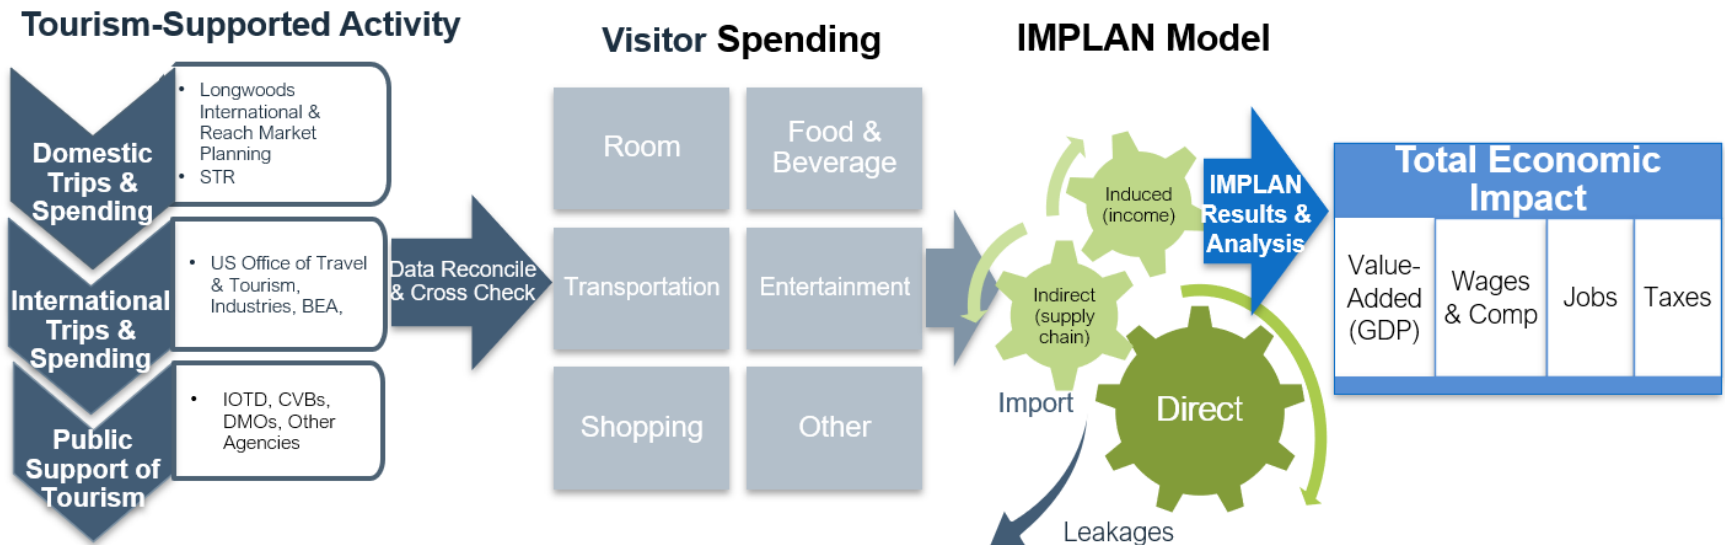 Tourism-Supported Activity
Domestic
Trips &
Spending
• Longwoods
International &
Reach Market
Planning
• STR
International
Trips &
Spending
• US Office of Travel
& Tourism,
Industries, BEA,
Public
Support of
Tourism
• IOTD, CVBs,
DMOs, Other
Agencies
Data Reconcile
& Cross Check
Visitor Spending
Room
Food &
Beverage
Transportation
Entertainment
Shopping
Other
IMPLAN Model
Induced
(income)
Indirect
(supply
chain)
Direct
Import
Leakages
IMPLAN
Results &
Analysis
Total Economic
Impact
Value-
Added
(GDP)
Wages
& Comp
Jobs
Taxes